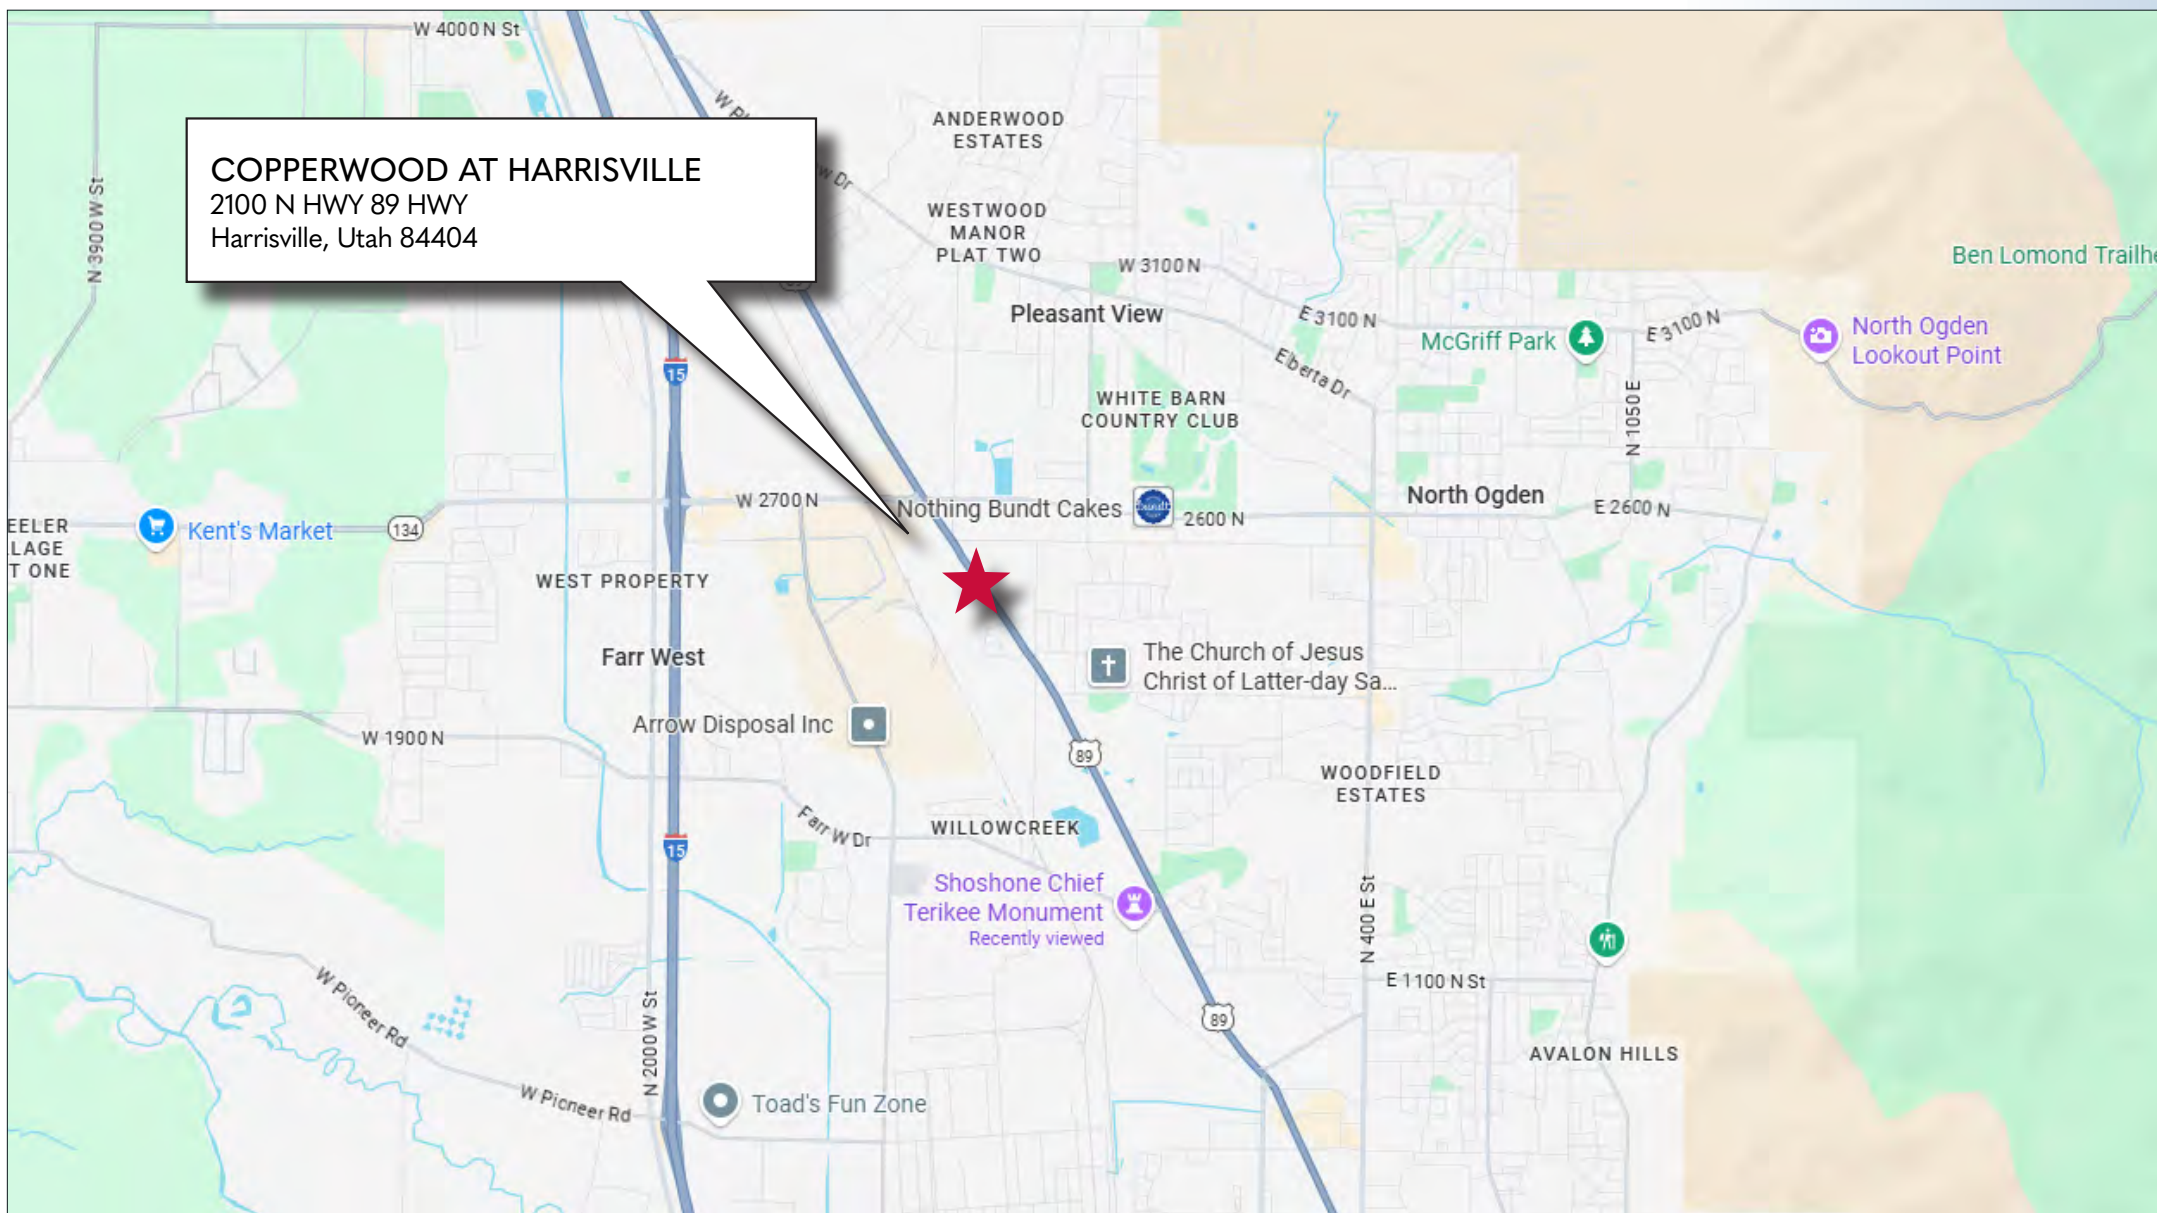 W 4000 N St
COPPERWOOD AT HARRISVILLE
2100 N HWY 89 HWY
Harrisville, Utah 84404
N 3900 W St
ANDERWOOD
ESTATES
WESTWOOD
MANOR
PLAT TWO
W 3100 N
Pleasant View
E 3100 N
Elberta Dr
McGriff Park
E 3100 N
N 1050 E
Ben Lomond Trailhe
North Ogden
Lookout Point
15
WHITE BARN
COUNTRY CLUB
W 2700 N
Nothing Bundt Cakes
2600 N
North Ogden
E 2600 N
EELER
LAGE
T ONE
Kent's Market
134
WEST PROPERTY
Farr West
The Church of Jesus
Christ of Latter-day Sa...
Arrow Disposal Inc
W 1900 N
89
WOODFIELD
ESTATES
Farr W Dr
WILLOWCREEK
15
Shoshone Chief
Terikee Monument
Recently viewed
N 400 E St
E 1100 N St
89
W Pioneer Rd
N 2000 W St
AVALON HILLS
W Pioneer Rd
Toad's Fun Zone